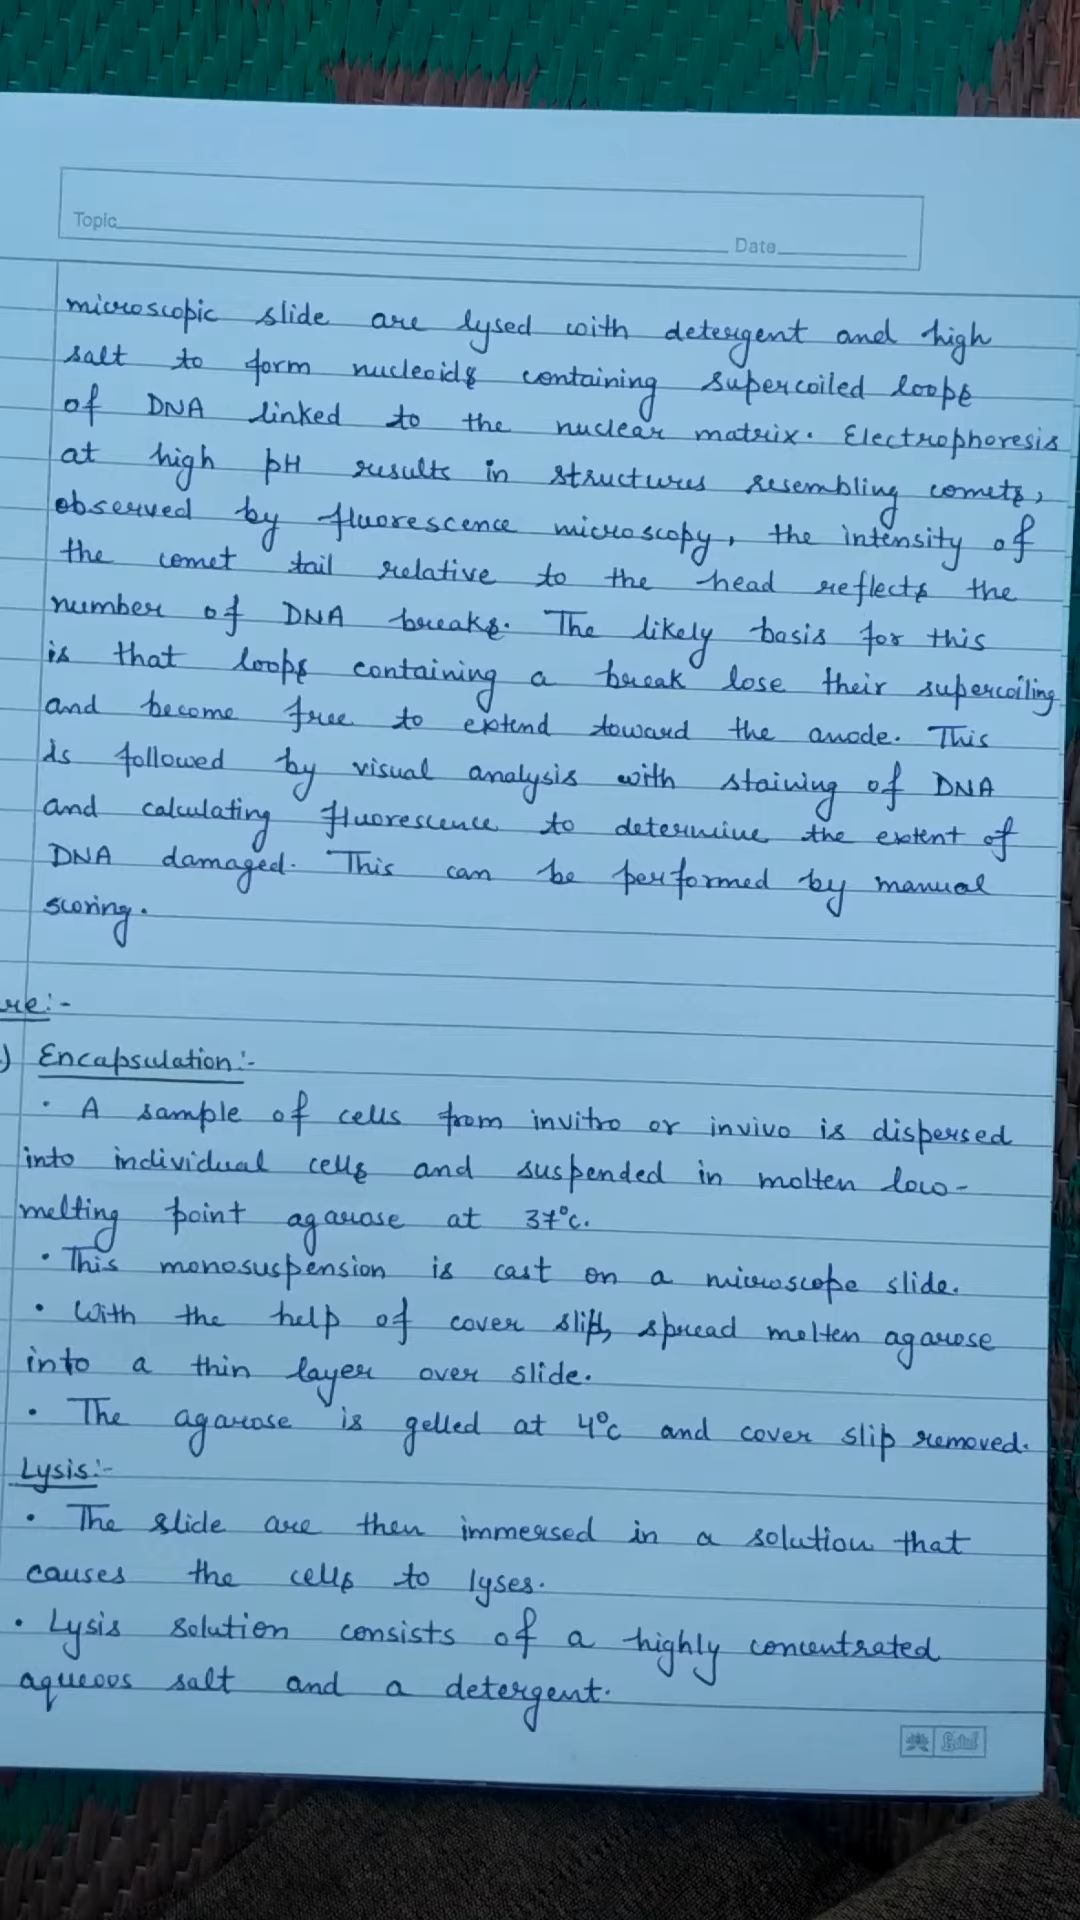 Topic
Date
microscopic slide are lysed with detergent and high
salt to form nucleoids containing supercoiled loops
of DNA linked to the nuclear matrix. Electrophoresis
at high pH results in structures resembling comets,
observed by fluorescence microscopy, the intensity of
the comet tail relative to the head reflects the
number of DNA breaks. The likely basis for this
is that loops containing a break lose their supercoiling
and become free to extend toward the anode. This
is followed by visual analysis with staining of DNA
and calculating fluorescence to determine the extent of
DNA damaged. This can be performed by manual
scoring.
re:-
) Encapsulation:-
• A sample of cells from invitro or invivo is dispersed
into individual cells and suspended in molten low-
melting point agarose at 37°c.
• This monosuspension is cast on a microscope slide.
• With the help of cover slip, spread molten agarose
into a thin layer over slide.
• The agarose is gelled at 4°c and cover slip removed.
Lysis:-
• The slide are then immersed in a solution that
causes the cells to lyses.
• Lysis solution consists of a highly concentrated
aqueous salt and a detergent.